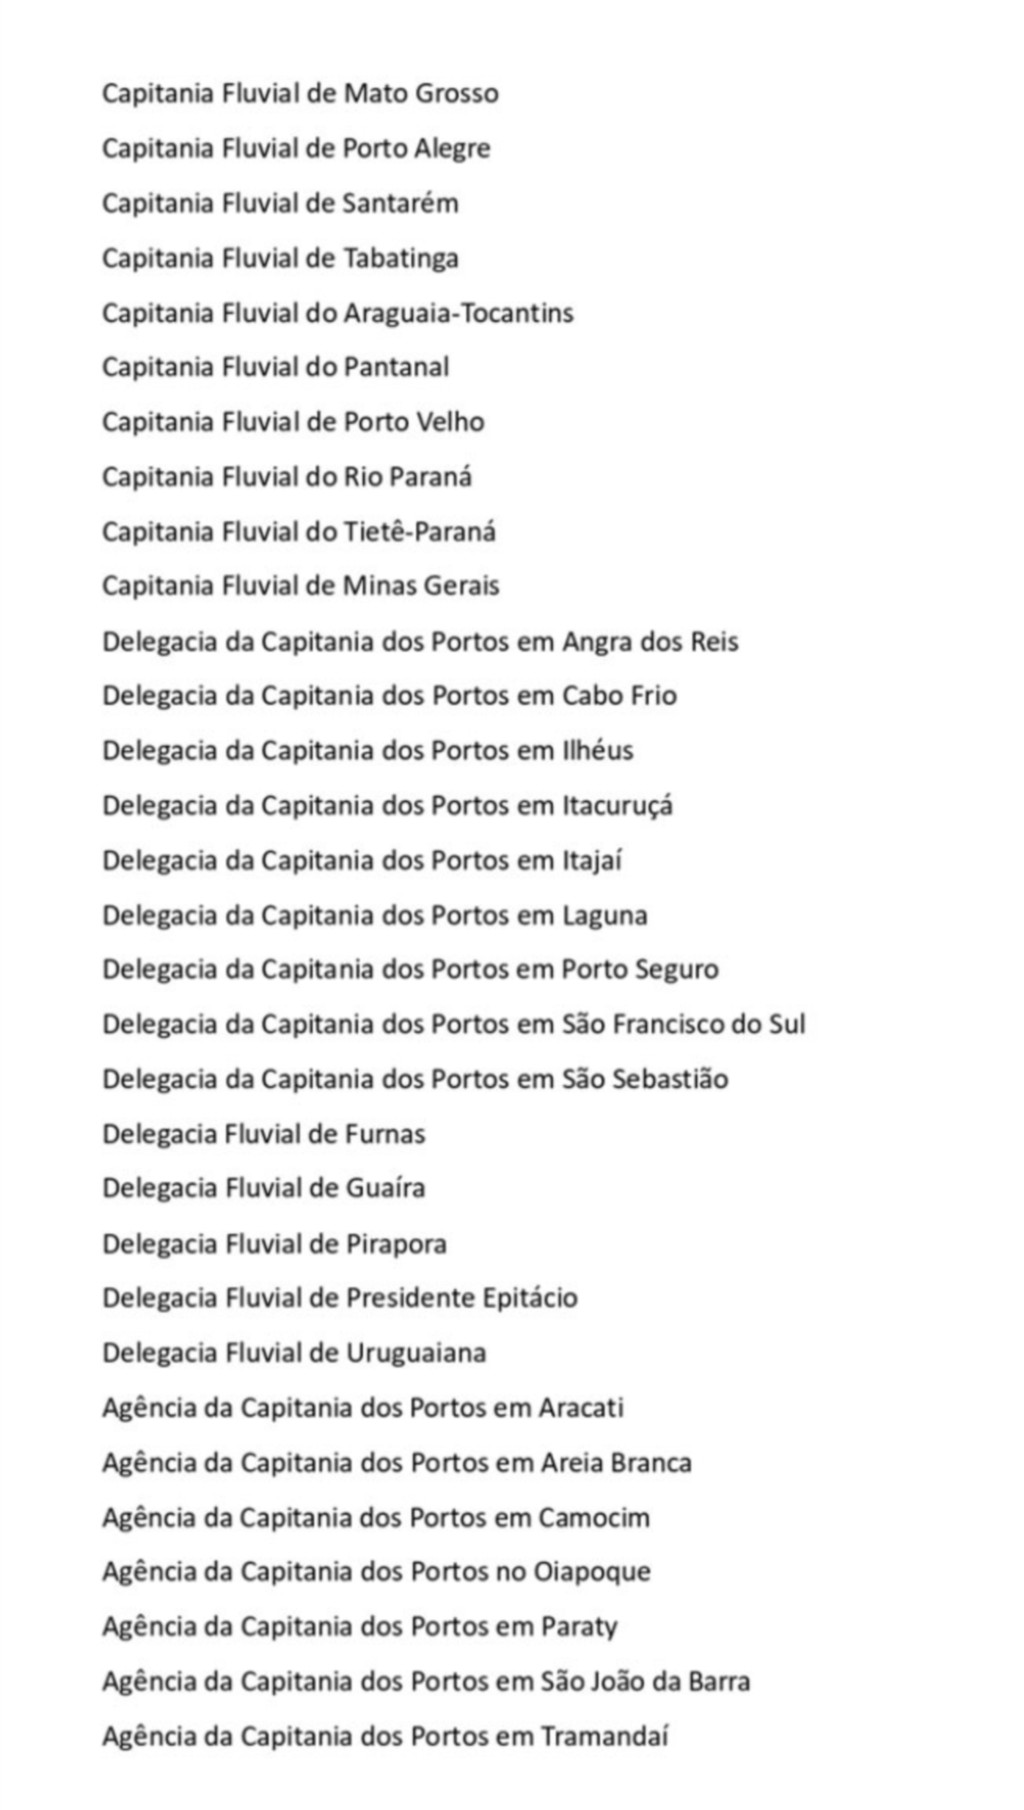 Capitania Fluvial de Mato Grosso
Capitania Fluvial de Porto Alegre
Capitania Fluvial de Santarém
Capitania Fluvial de Tabatinga
Capitania Fluvial do Araguaia-Tocantins
Capitania Fluvial do Pantanal
Capitania Fluvial de Porto Velho
Capitania Fluvial do Rio Paraná
Capitania Fluvial do Tietê-Paraná
Capitania Fluvial de Minas Gerais
Delegacia da Capitania dos Portos em Angra dos Reis
Delegacia da Capitania dos Portos em Cabo Frio
Delegacia da Capitania dos Portos em Ilhéus
Delegacia da Capitania dos Portos em Itacuruçá
Delegacia da Capitania dos Portos em Itajaí
Delegacia da Capitania dos Portos em Laguna
Delegacia da Capitania dos Portos em Porto Seguro
Delegacia da Capitania dos Portos em São Francisco do Sul
Delegacia da Capitania dos Portos em São Sebastião
Delegacia Fluvial de Furnas
Delegacia Fluvial de Guaíra
Delegacia Fluvial de Pirapora
Delegacia Fluvial de Presidente Epitácio
Delegacia Fluvial de Uruguaiana
Agência da Capitania dos Portos em Aracati
Agência da Capitania dos Portos em Areia Branca
Agência da Capitania dos Portos em Camocim
Agência da Capitania dos Portos no Oiapoque
Agência da Capitania dos Portos em Paraty
Agência da Capitania dos Portos em São João da Barra
Agência da Capitania dos Portos em Tramandaí